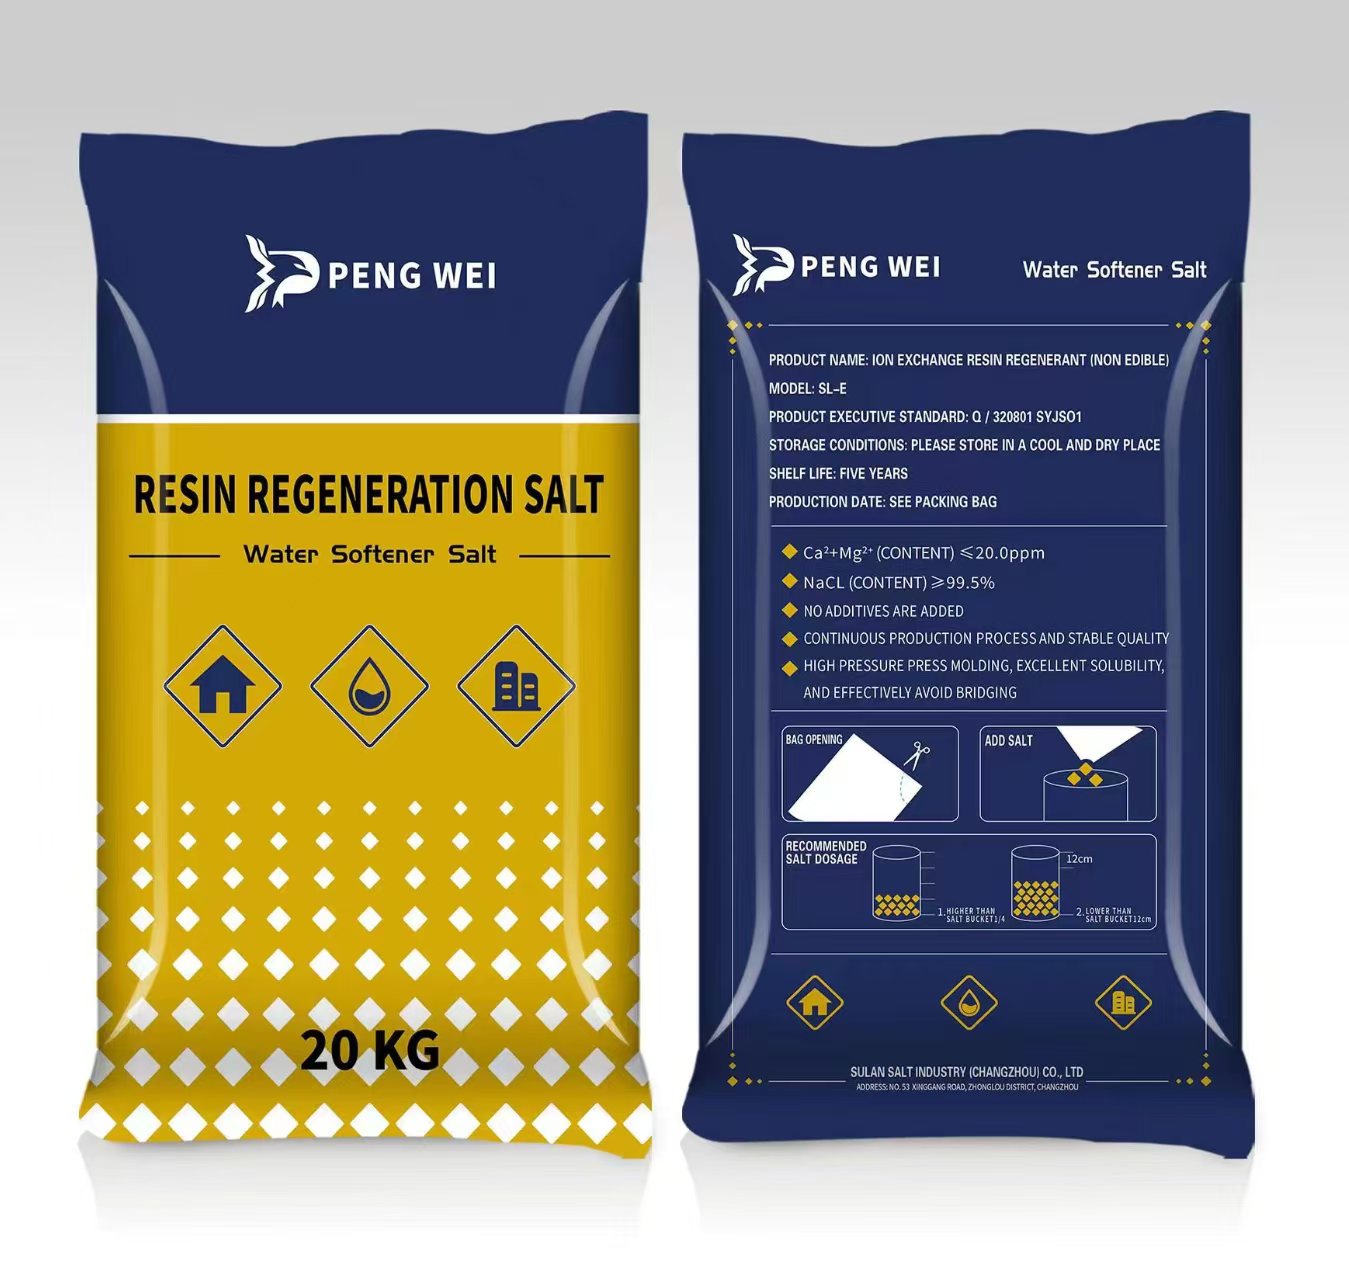 PENG WEI
RESIN REGENERATION SALT
Water Softener Salt
20 KG
PENG WEI
Water Softener Salt
PRODUCT NAME: ION EXCHANGE RESIN REGENERANT (NON EDIBLE)
MODEL: SL-E
PRODUCT EXECUTIVE STANDARD: Q / 320801 SYJSO1
STORAGE CONDITIONS: PLEASE STORE IN A COOL AND DRY PLACE
SHELF LIFE: FIVE YEARS
PRODUCTION DATE: SEE PACKING BAG
Ca²+Mg²⁺ (CONTENT) ≤20.0ppm
NaCL (CONTENT) ≥99.5%
NO ADDITIVES ARE ADDED
CONTINUOUS PRODUCTION PROCESS AND STABLE QUALITY
HIGH PRESSURE PRESS MOLDING, EXCELLENT SOLUBILITY,
AND EFFECTIVELY AVOID BRIDGING
BAG OPENING
ADD SALT
RECOMMENDED
SALT DOSAGE
1. HIGHER THAN
SALT BUCKET1/4
12cm
2. LOWER THAN
SALT BUCKET12cm
SULAN SALT INDUSTRY (CHANGZHOU) CO., LTD
ADDRESS: NO. 53 XINGGANG ROAD, ZHONGLOU DISTRICT, CHANGZHOU